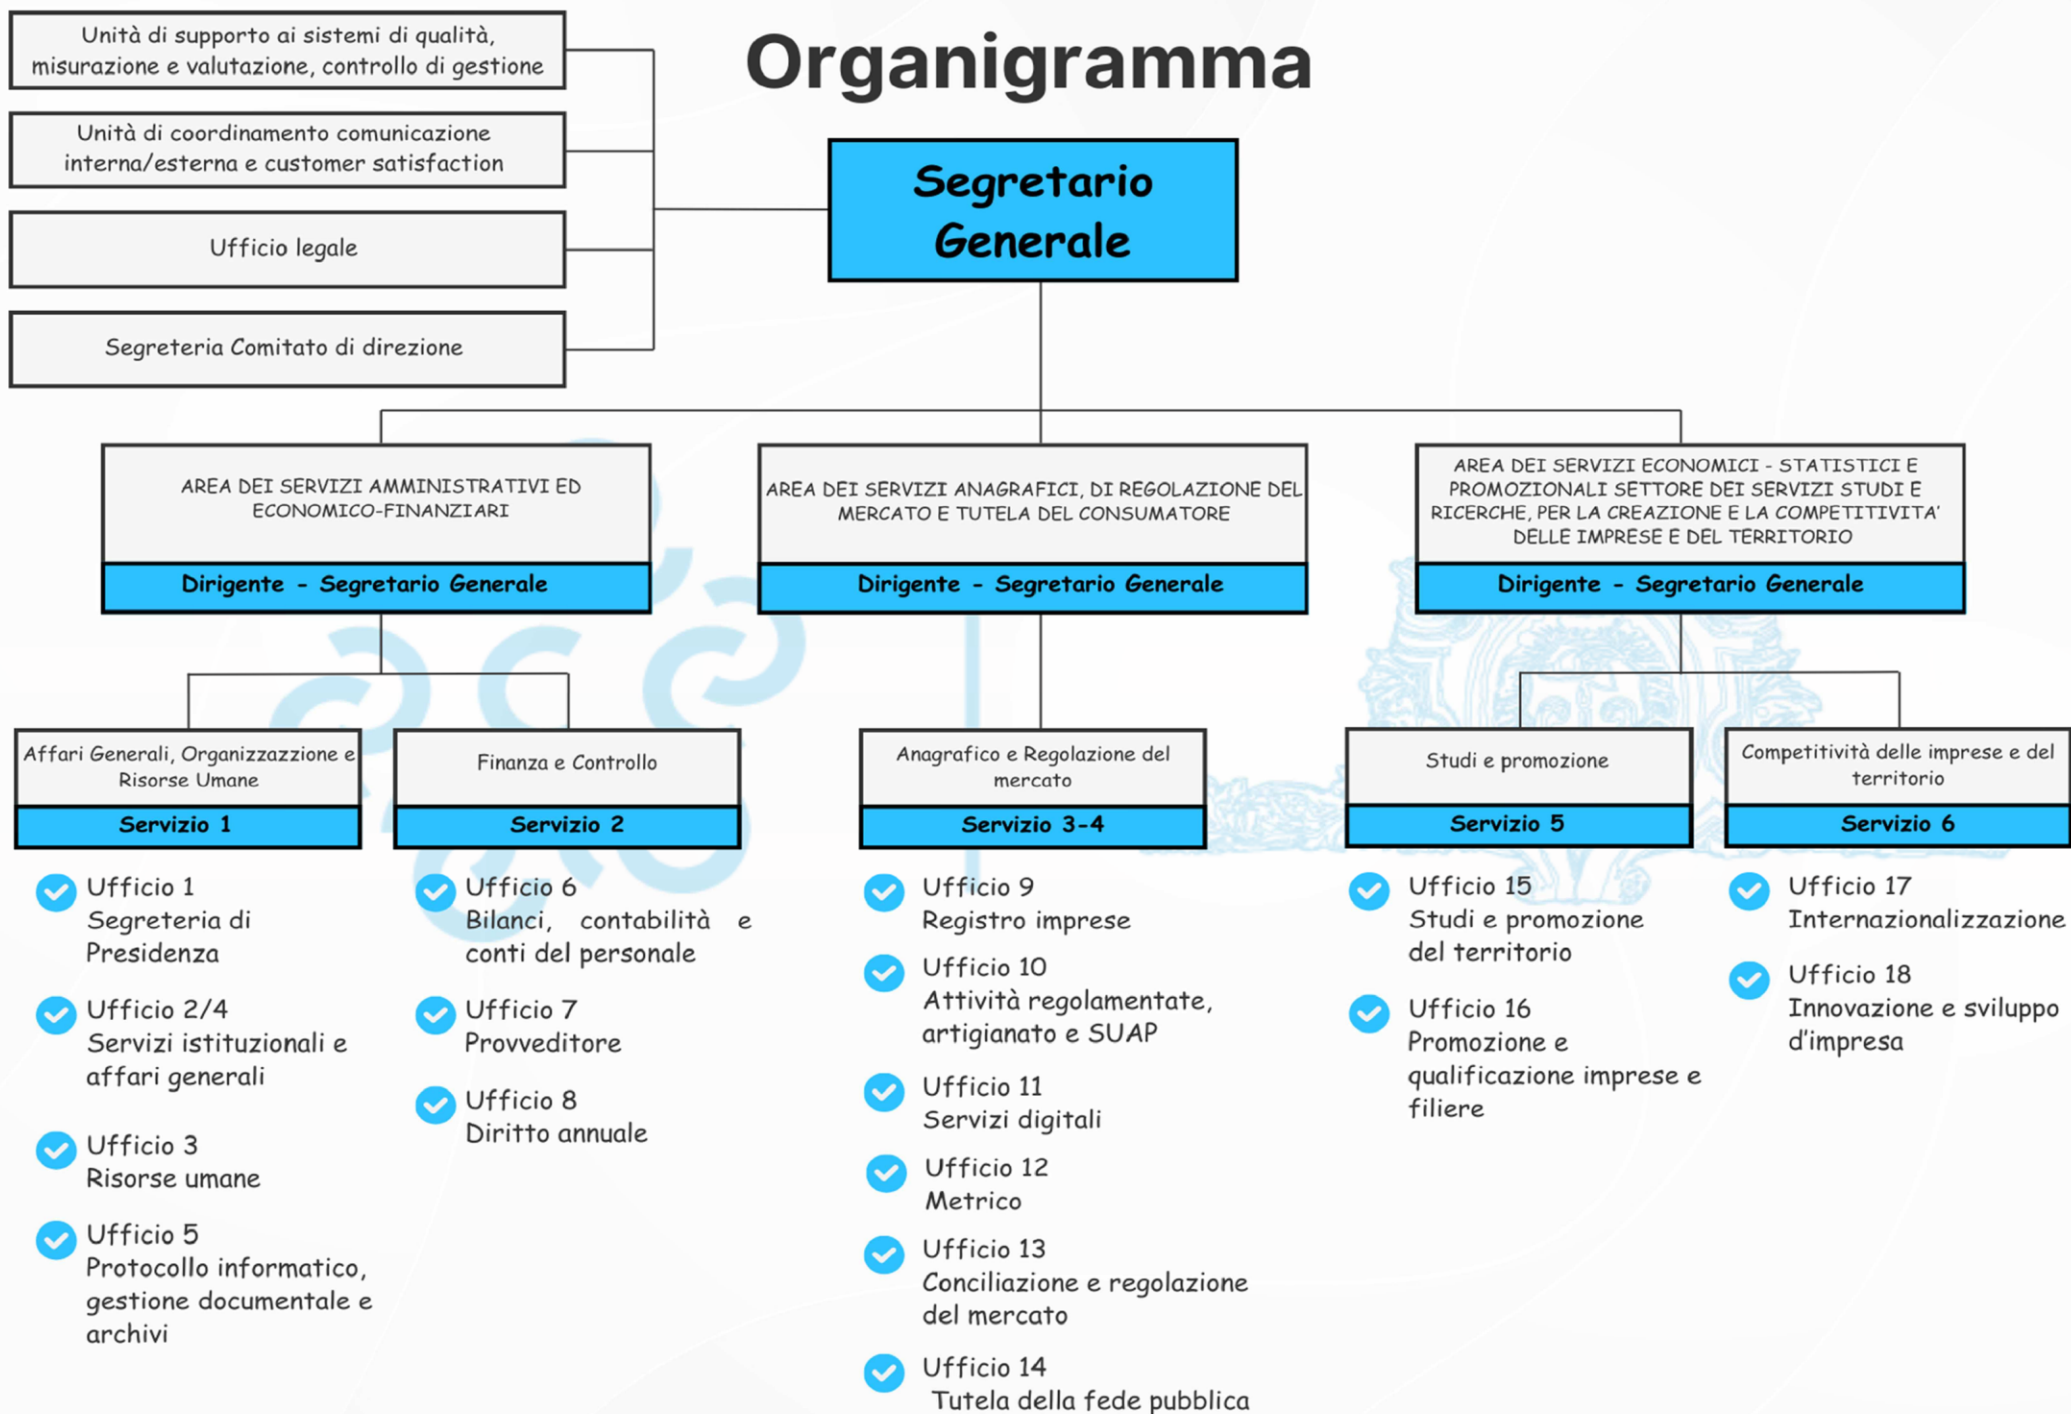 Unità di supporto ai sistemi di qualità,
misurazione e valutazione, controllo di gestione
Organigramma
Unità di coordinamento comunicazione
interna/esterna e customer satisfaction
Segretario
Generale
Ufficio legale
Segreteria Comitato di direzione
AREA DEI SERVIZI AMMINISTRATIVI ED
ECONOMICO-FINANZIARI
Dirigente - Segretario Generale
AREA DEI SERVIZI ANAGRAFICI, DI REGOLAZIONE DEL
MERCATO E TUTELA DEL CONSUMATORE
Dirigente - Segretario Generale
AREA DEI SERVIZI ECONOMICI - STATISTICI E
PROMOZIONALI SETTORE DEI SERVIZI STUDI E
RICERCHE, PER LA CREAZIONE E LA COMPETITIVITA'
DELLE IMPRESE E DEL TERRITORIO
Dirigente - Segretario Generale
Affari Generali, Organizzazzione e
Risorse Umane
Servizio 1
Ufficio 1
Segreteria di
Presidenza
Ufficio 2/4
Servizi istituzionali e
affari generali
Ufficio 3
Risorse umane
Ufficio 5
Protocollo informatico,
gestione documentale e
archivi
Finanza e Controllo
Servizio 2
Ufficio 6
Bilanci, contabilità e
conti del personale
Ufficio 7
Provveditore
Ufficio 8
Diritto annuale
Anagrafico e Regolazione del
mercato
Servizio 3-4
Ufficio 9
Registro imprese
Ufficio 10
Attività regolamentate,
artigianato e SUAP
Ufficio 11
Servizi digitali
Ufficio 12
Metrico
Ufficio 13
Conciliazione e regolazione
del mercato
Ufficio 14
Tutela della fede pubblica
Studi e promozione
Servizio 5
Ufficio 15
Studi e promozione
del territorio
Ufficio 16
Promozione e
qualificazione imprese e
filiere
Competitività delle imprese e del
territorio
Servizio 6
Ufficio 17
Internazionalizzazione
Ufficio 18
Innovazione e sviluppo
d'impresa